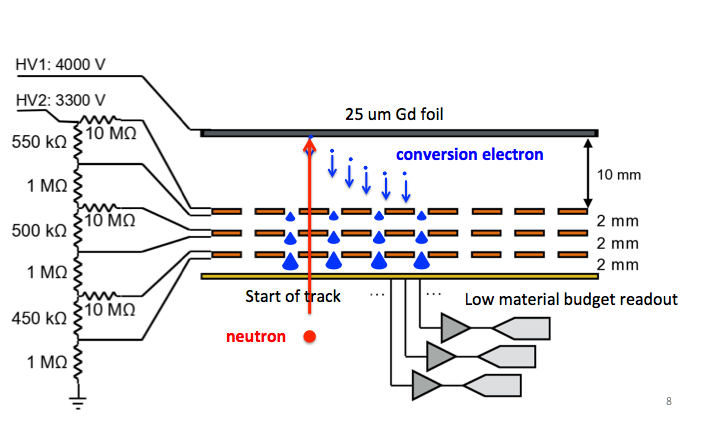 HV1: 4000 V
HV2: 3300 V
25 um Gd foil
10 MΩ
550 kΩ
conversion electron
10 mm
1 MΩ
10 MΩ
2 mm
500 kΩ
2 mm
2 mm
1 MΩ
Start of track
...
...
Low material budget readout
10 MΩ
450 kΩ
neutron
1 MΩ
8